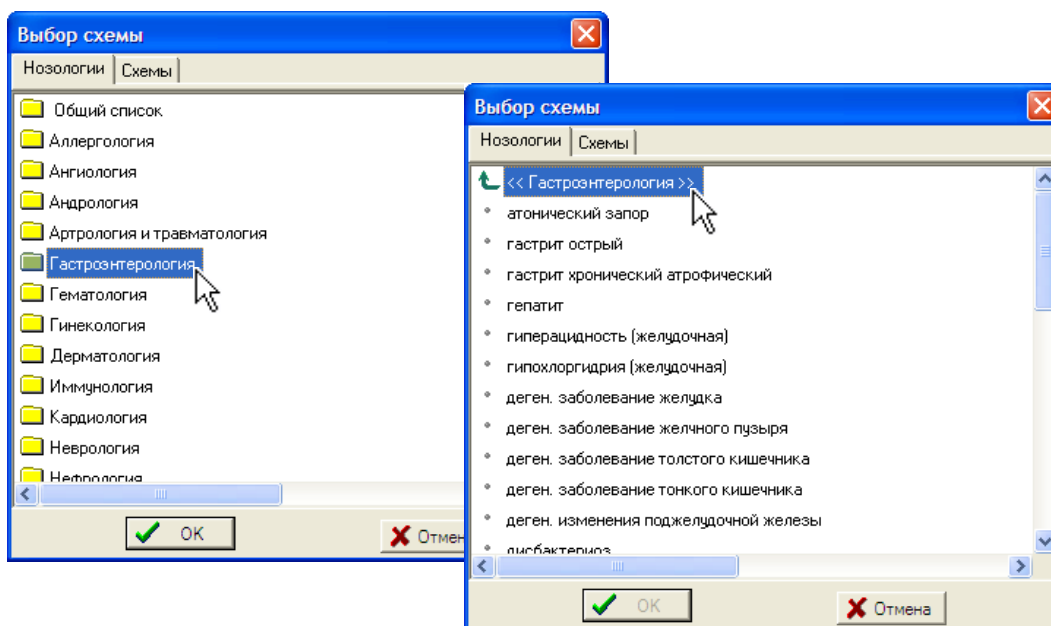 Выбор схемы
Нозологии Схемы
Общий список
Аллергология
Ангиология
Андрология
Артрология и травматология
Гастроэнтерология
Гематология
Гинекология
Дерматология
Иммунология
Кардиология
Неврология
Нефрология
OK Отмен
Выбор схемы
Нозологии Схемы
<< Гастроэнтерология >>
атонический запор
гастрит острый
гастрит хронический атрофический
гепатит
гиперацидность (желудочная)
гипохлоргидрия (желудочная)
деген. заболевание желудка
деген. заболевание желчного пузыря
деген. заболевание толстого кишечника
деген. заболевание тонкого кишечника
деген. изменения поджелудочной железы
дисбактериоз
OK Отмена